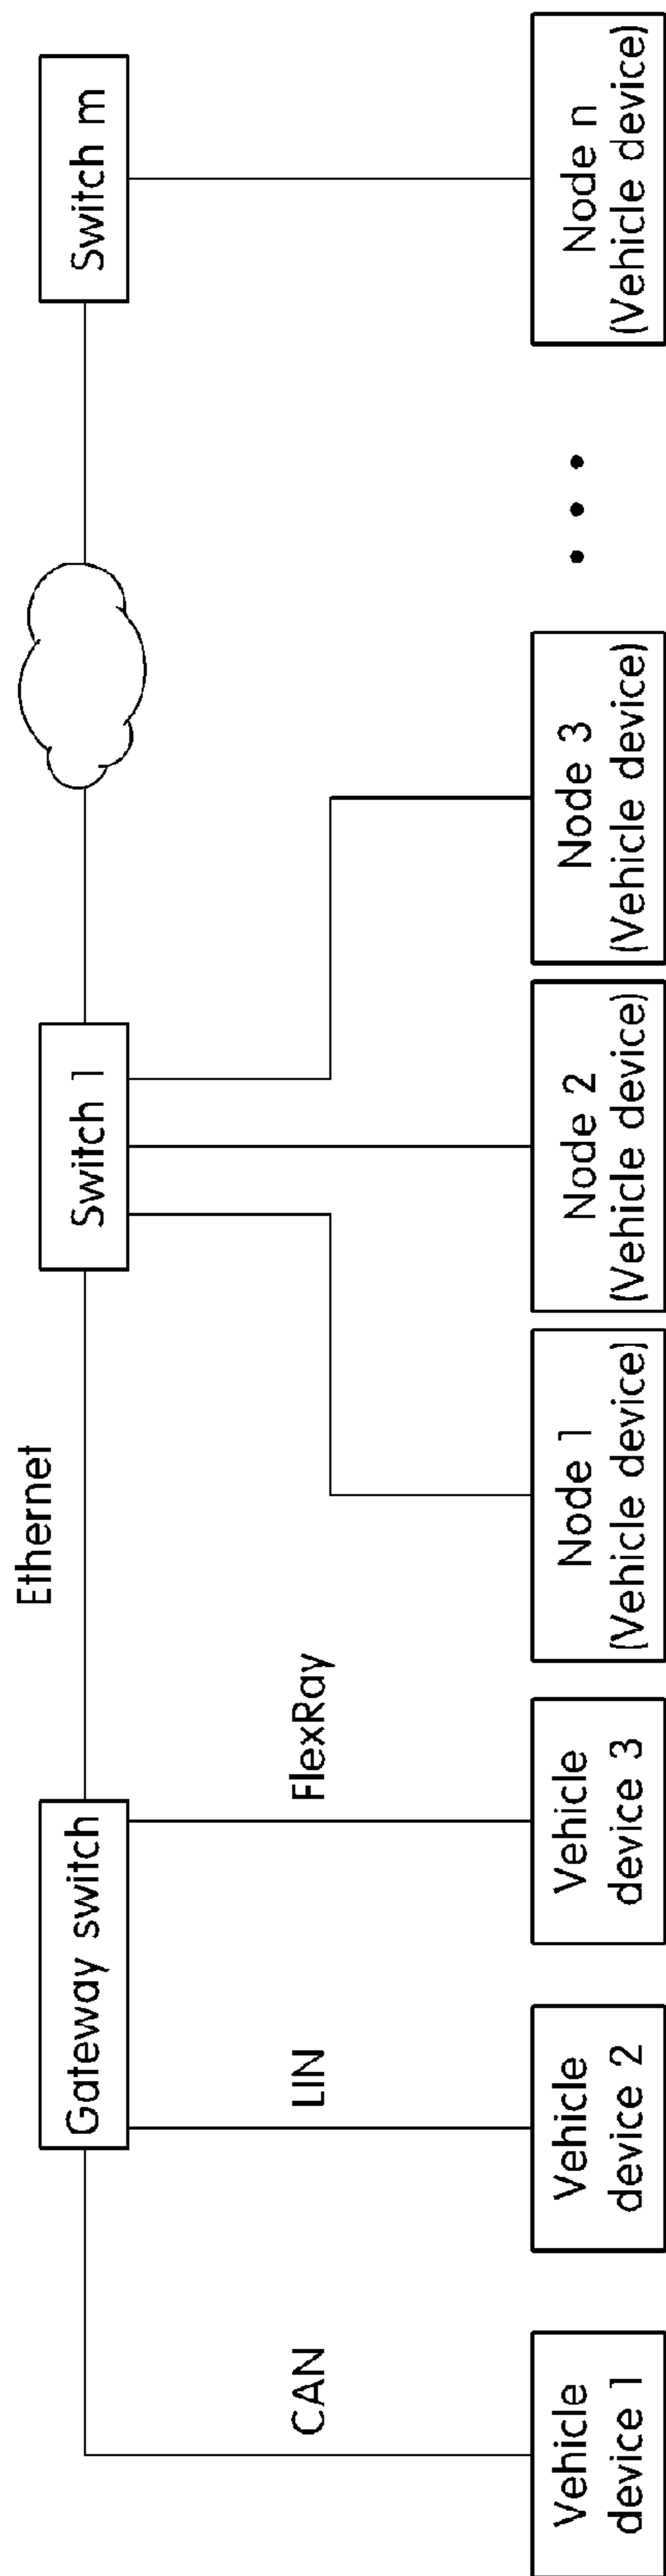 Ethernet
Gateway switch
Switch 1
Switch m
CAN
LIN
FlexRay
Vehicle
device 1
Vehicle
device 2
Vehicle
device 3
Node 1
(Vehicle device)
Node 2
(Vehicle device)
Node 3
(Vehicle device)
Node n
(Vehicle device)